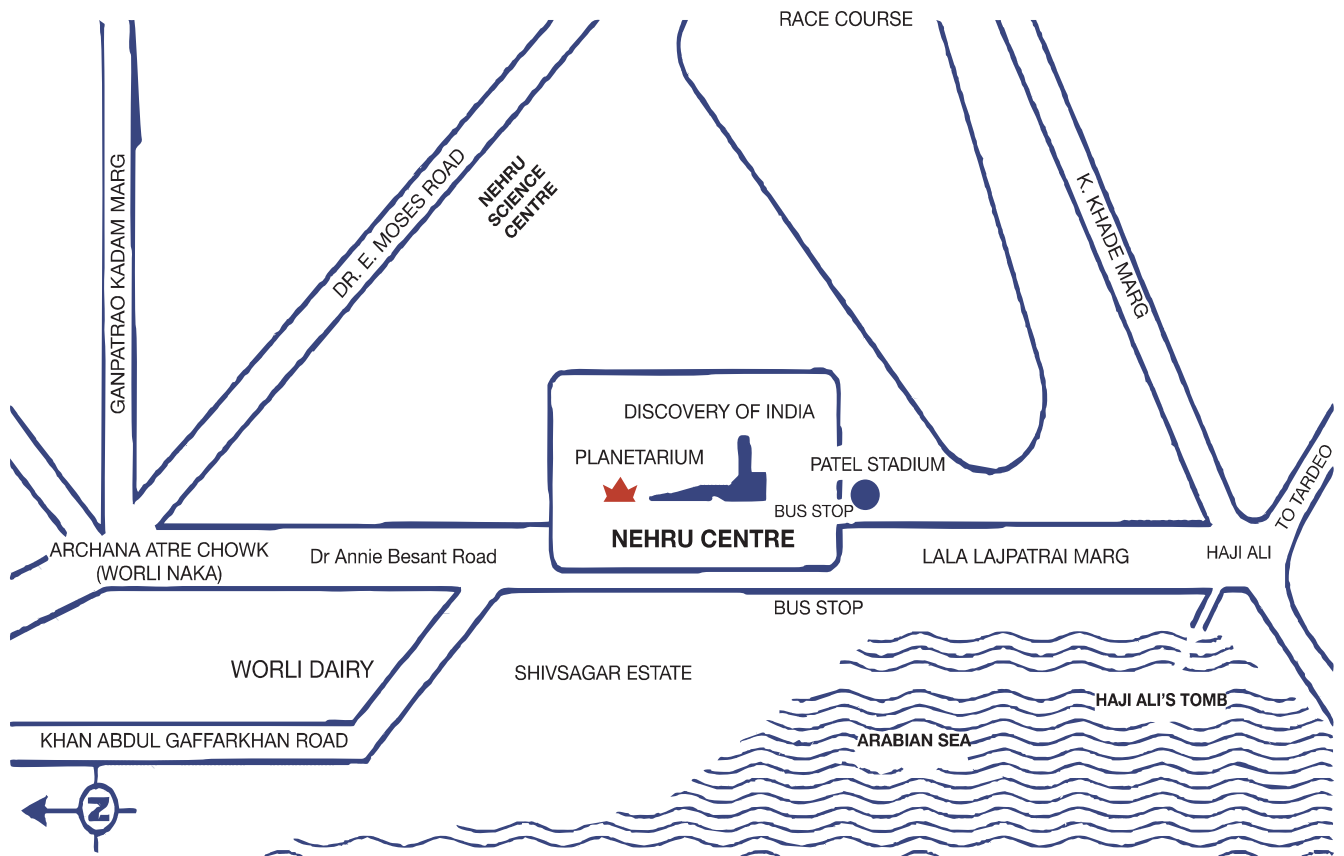 RACE COURSE
GANPATRAO KADAM MARG
DR. E. MOSES ROAD
NEHRU
SCIENCE
CENTRE
K. KHADE MARG
DISCOVERY OF INDIA
PLANETARIUM
PATEL STADIUM
BUS STOP
NEHRU CENTRE
TO TARDEO
ARCHANA ATRE CHOWK
(WORLI NAKA)
Dr Annie Besant Road
LALA LAJPATRAI MARG
HAJI ALI
BUS STOP
WORLI DAIRY
SHIVSAGAR ESTATE
HAJI ALI'S TOMB
KHAN ABDUL GAFFARKHAN ROAD
ARABIAN SEA
N